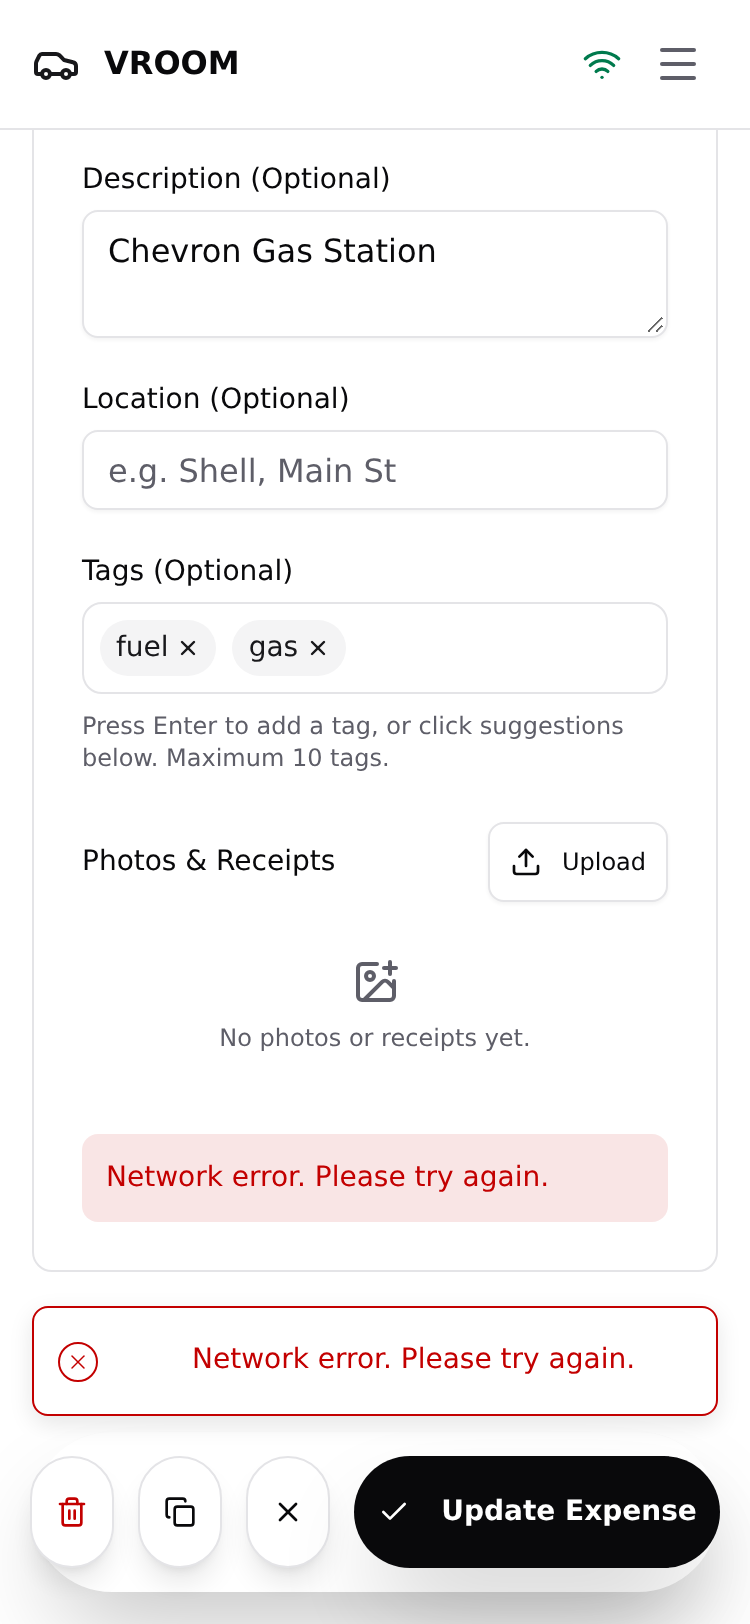 VROOM
Description (Optional)
Chevron Gas Station
Location (Optional)
e.g. Shell, Main St
Tags (Optional)
fuel × gas ×
Press Enter to add a tag, or click suggestions
below. Maximum 10 tags.
Photos & Receipts
Upload
No photos or receipts yet.
Network error. Please try again.
Network error. Please try again.
Update Expense